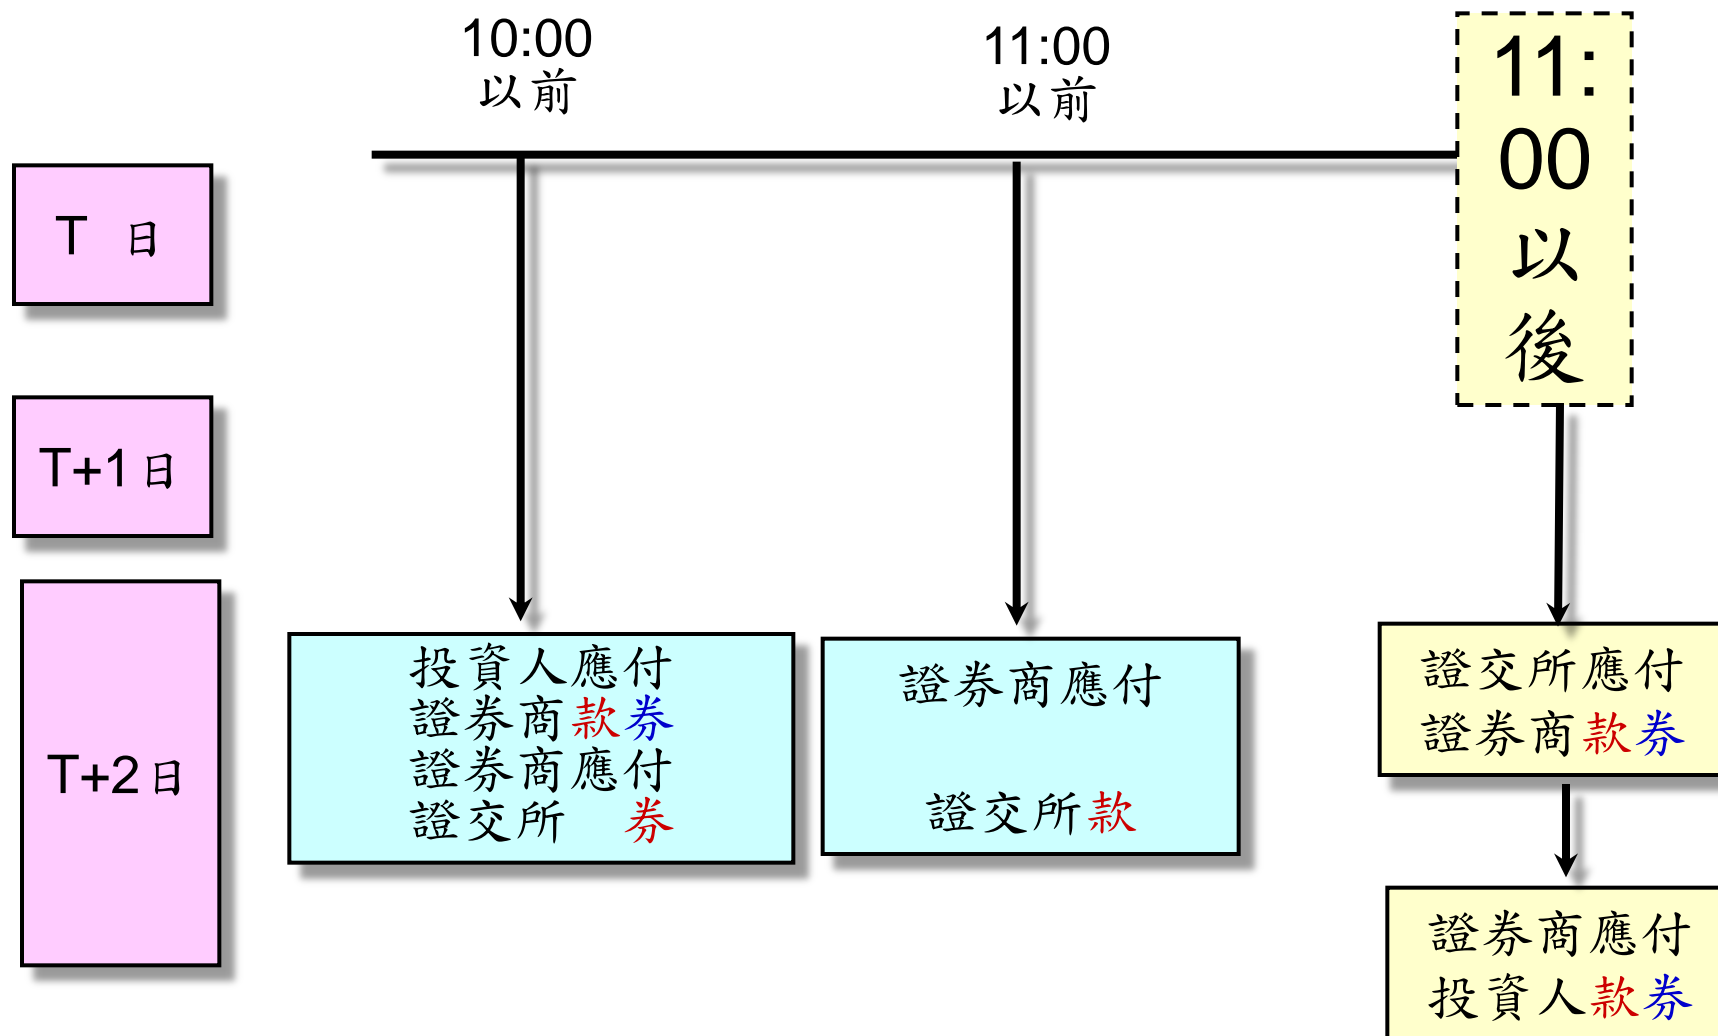 10:00
以前
11:00
以前
11:
00
以
後
T 日
T+1日
T+2日
投資人應付
證券商款券
證券商應付
證交所 券
證券商應付
證交所款
證交所應付
證券商款券
證券商應付
投資人款券